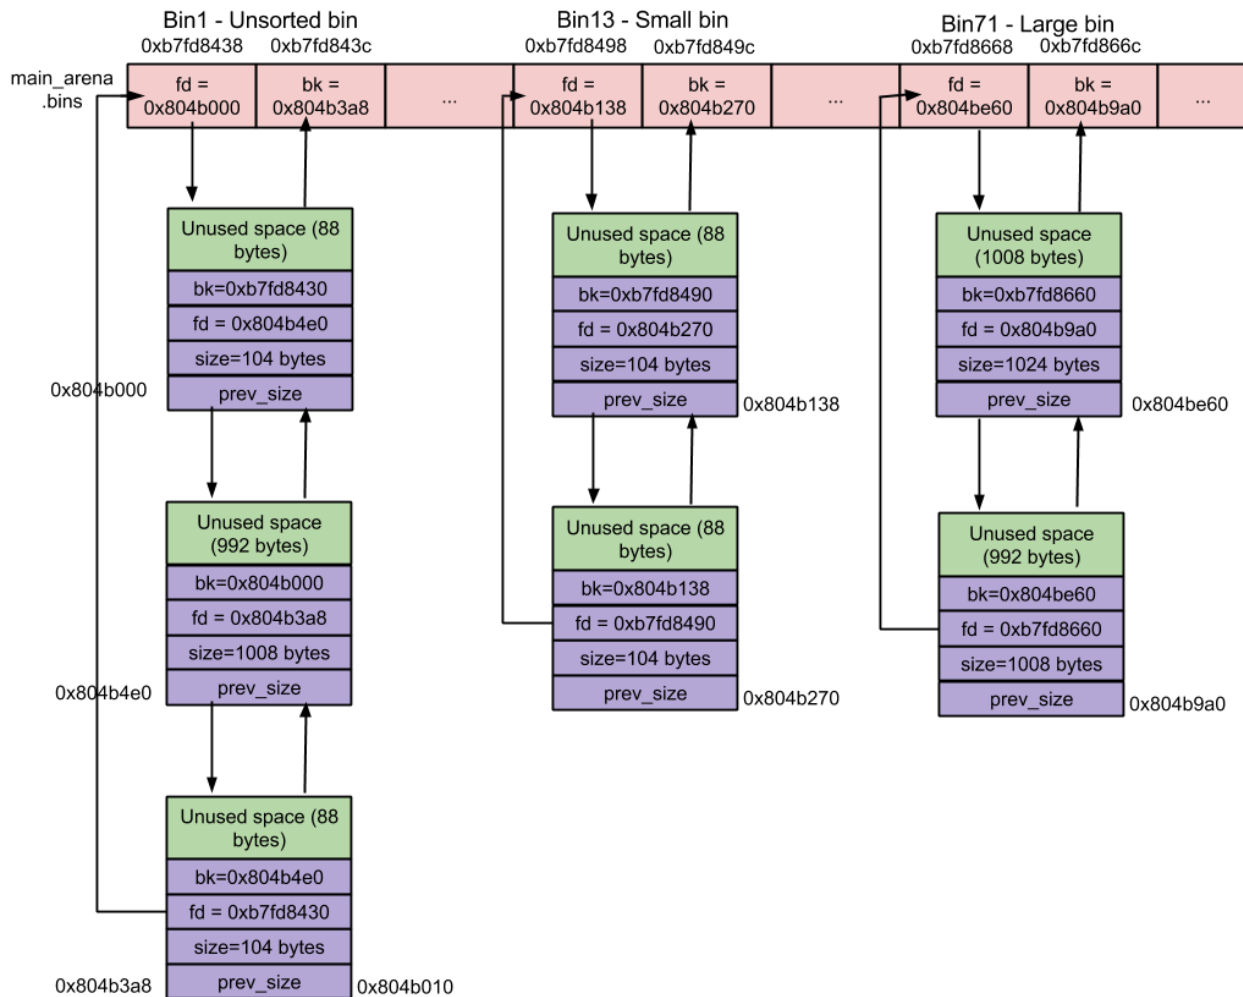 Bin1 - Unsorted bin
Bin13 - Small bin
Bin71 - Large bin
0xb7fd8438 0xb7fd843c
0xb7fd8498 0xb7fd849c
0xb7fd8668 0xb7fd866c
main_arena
.bins
fd =
0x804b000
bk =
0x804b3a8
...
fd =
0x804b138
bk =
0x804b270
...
fd =
0x804be60
bk =
0x804b9a0
...
Unused space (88
bytes)
bk=0xb7fd8430
fd = 0x804b4e0
size=104 bytes
prev_size
0x804b000
Unused space
(992 bytes)
bk=0x804b000
fd = 0x804b3a8
size=1008 bytes
prev_size
0x804b4e0
Unused space (88
bytes)
bk=0x804b4e0
fd = 0xb7fd8430
size=104 bytes
prev_size
0x804b3a8
0x804b010
Unused space (88
bytes)
bk=0xb7fd8490
fd = 0x804b270
size=104 bytes
prev_size
0x804b138
Unused space (88
bytes)
bk=0x804b138
fd = 0xb7fd8490
size=104 bytes
prev_size
0x804b270
Unused space
(1008 bytes)
bk=0xb7fd8660
fd = 0x804b9a0
size=1024 bytes
prev_size
0x804be60
Unused space
(992 bytes)
bk=0x804be60
fd = 0xb7fd8660
size=1008 bytes
prev_size
0x804b9a0